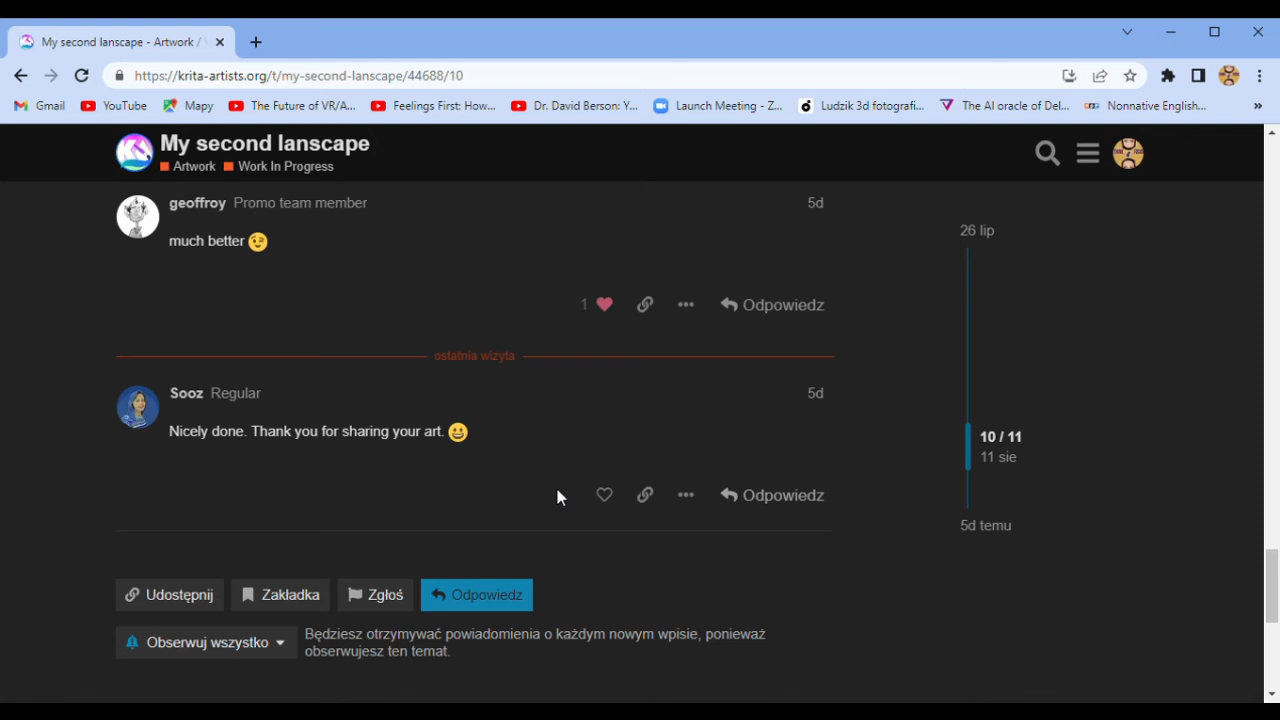 My second lanscape - Artwork /
https://krita-artists.org/t/my-second-lanscape/44688/10
Gmail YouTube Mapy The Future of VR/A... Feelings First: How... Dr. David Berson: Y... Launch Meeting - Z... Ludzik 3d fotografi... The AI oracle of Del... Nonnative English... »
My second lanscape
Artwork Work In Progress
geoffroy Promo team member 5d
much better
1 Odpowiedz
ostatnia wizyta
Sooz Regular 5d
Nicely done. Thank you for sharing your art.
Odpowiedz
26 lip
10 / 11
11 sie
5d temu
Udostępnij Zakładka Zgłoś Odpowiedz
Obserwuj wszystko
Będziesz otrzymywać powiadomienia o każdym nowym wpisie, ponieważ
obserwujesz ten temat.